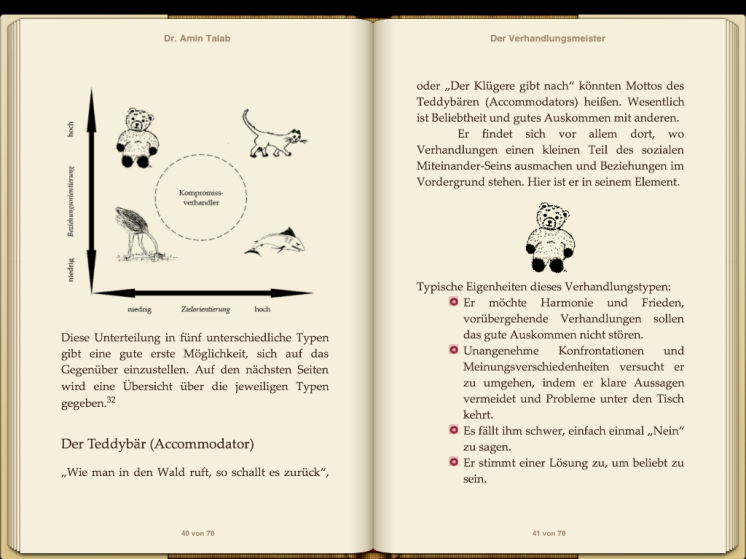 Dr. Amin Talab
hoch
Beziehungsorientierung
niedrig
Kompromiss-
verhandler
niedrig Zielorientierung hoch
Diese Unterteilung in fünf unterschiedliche Typen
gibt eine gute erste Möglichkeit, sich auf das
Gegenüber einzustellen. Auf den nächsten Seiten
wird eine Übersicht über die jeweiligen Typen
gegeben.32
Der Teddybär (Accommodator)
„Wie man in den Wald ruft, so schallt es zurück“,
40 von 78
Der Verhandlungsmeister
oder „Der Klügere gibt nach“ könnten Mottos des
Teddybären (Accommodators) heißen. Wesentlich
ist Beliebtheit und gutes Auskommen mit anderen.
Er findet sich vor allem dort, wo
Verhandlungen einen kleinen Teil des sozialen
Miteinander-Seins ausmachen und Beziehungen im
Vordergrund stehen. Hier ist er in seinem Element.
Typische Eigenheiten dieses Verhandlungstypen:
Er möchte Harmonie und Frieden,
vorübergehende Verhandlungen sollen
das gute Auskommen nicht stören.
Unangenehme Konfrontationen und
Meinungsverschiedenheiten versucht er
zu umgehen, indem er klare Aussagen
vermeidet und Probleme unter den Tisch
kehrt.
Es fällt ihm schwer, einfach einmal „Nein“
zu sagen.
Er stimmt einer Lösung zu, um beliebt zu
sein.
41 von 78